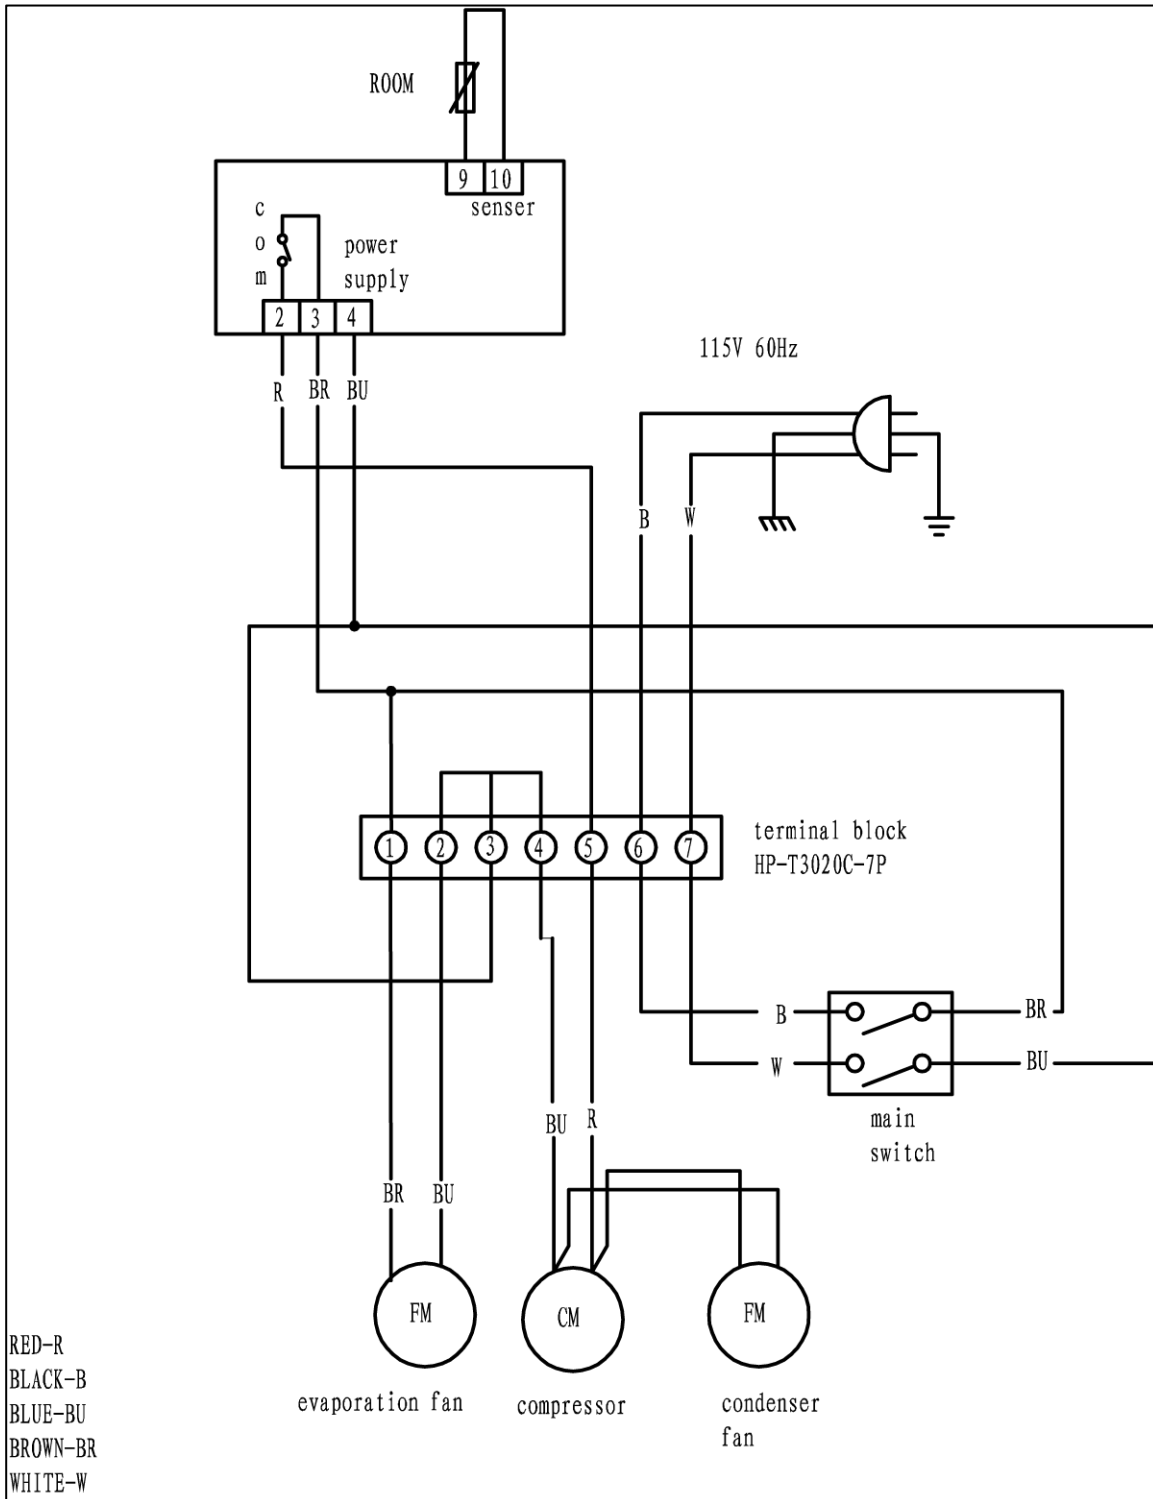 ROOM
9 10
senser
c
o
m
power
supply
2 3 4
R BR BU
115V 60Hz
B W
1 2 3 4 5 6 7
terminal block
HP-T3020C-7P
B BR
W BU
main
switch
BU R
BR BU
FM CM FM
evaporation fan
compressor
condenser
fan
RED-R
BLACK-B
BLUE-BU
BROWN-BR
WHITE-W